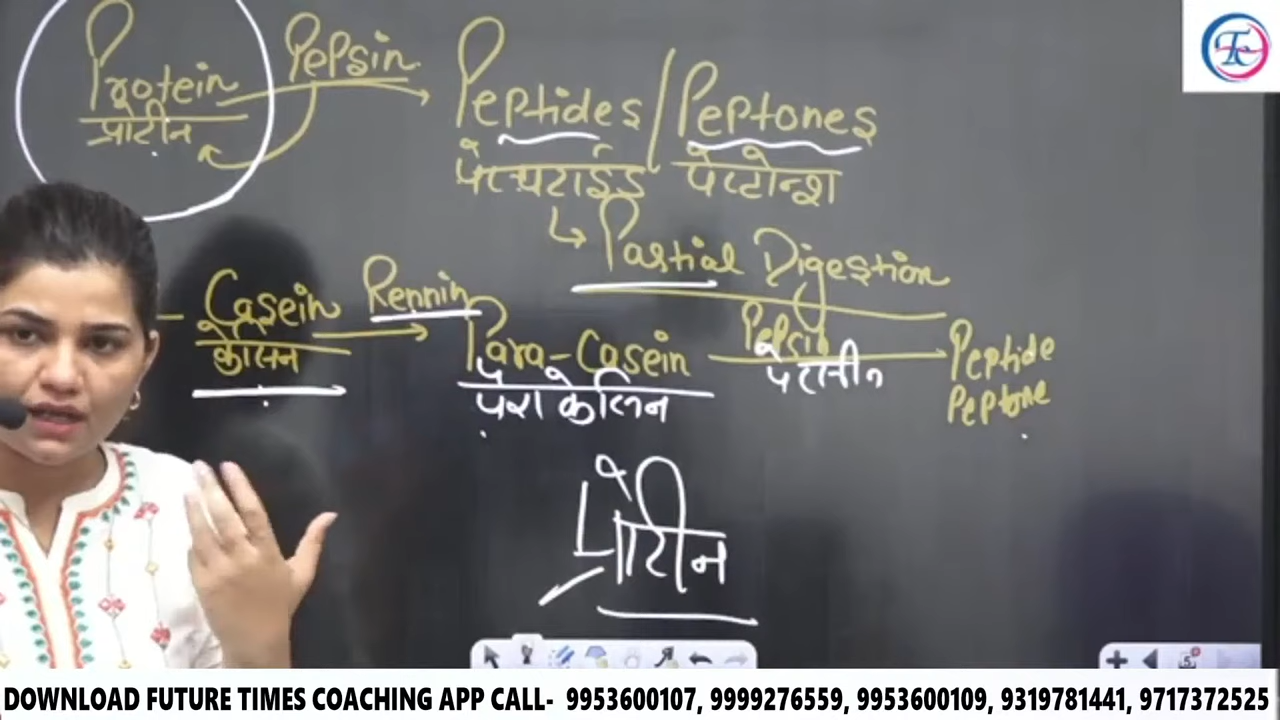 Protein Pepsin Peptides / Peptones
प्रोटीन पेप्टाईड पेप्टोन्श
Partial Digestion
Casein Rennin Para-Casein Pepsin Peptide
केसिन पेरा केसिन पेप्सीन Peptone
प्रोटीन
DOWNLOAD FUTURE TIMES COACHING APP CALL- 9953600107, 9999276559, 9953600109, 9319781441, 9717372525